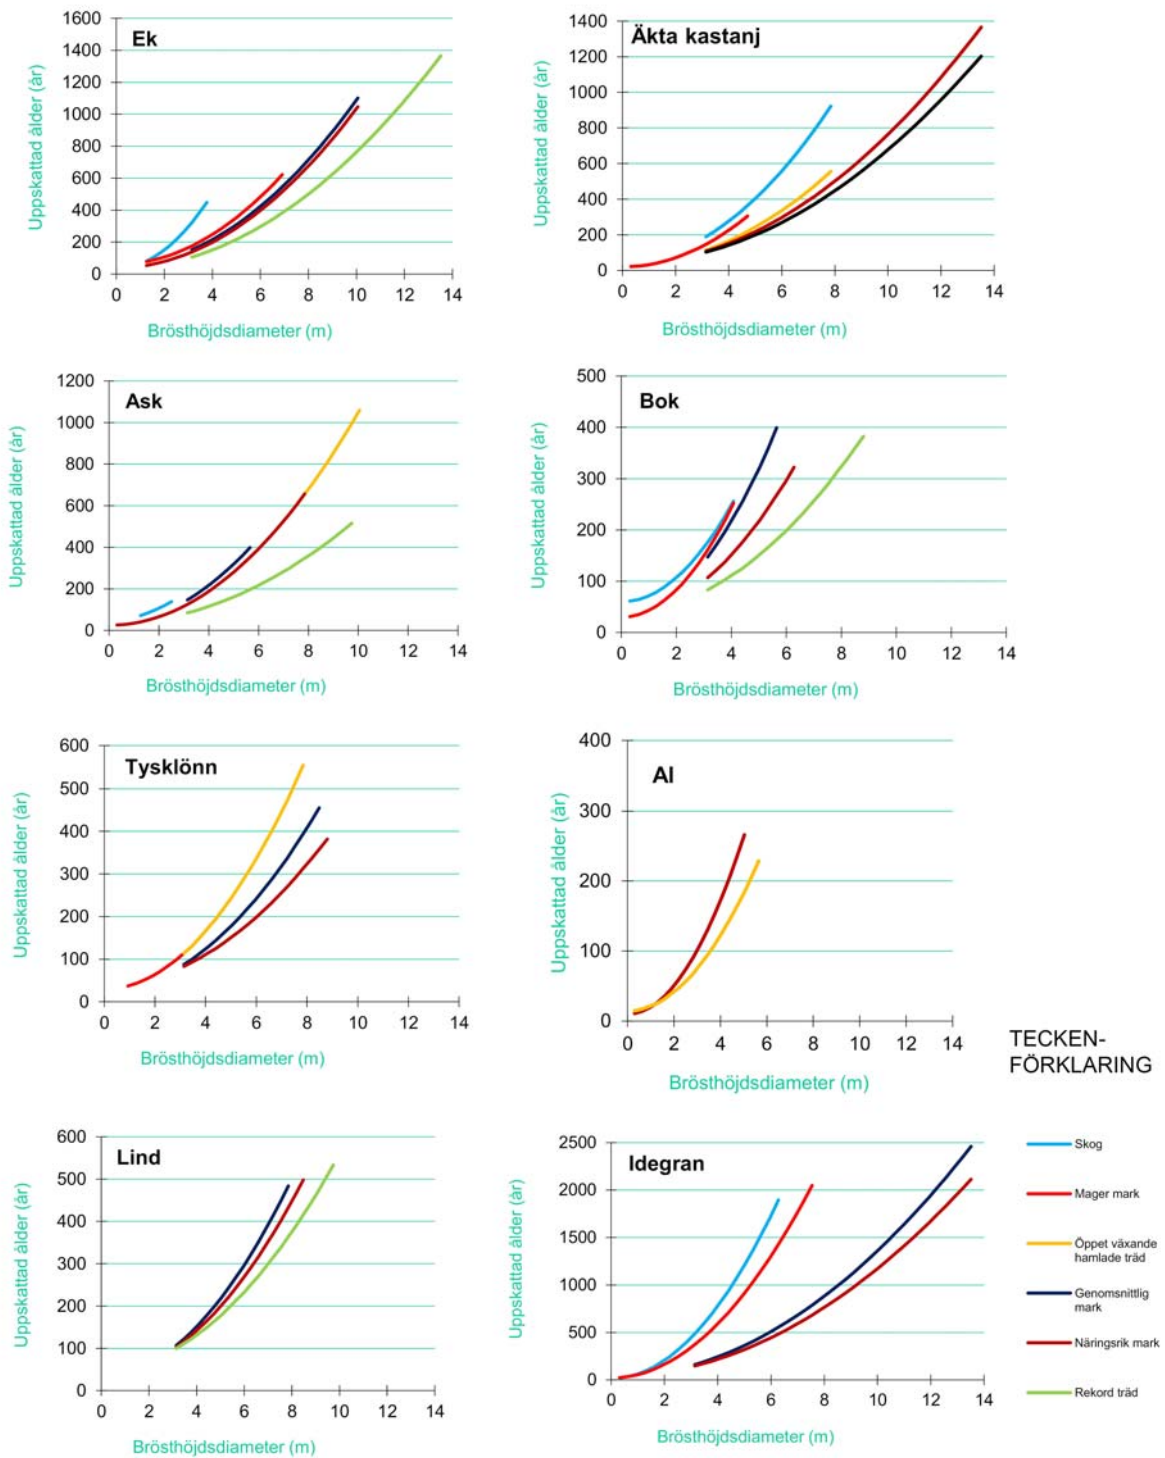 Ek
Uppskattad ålder (år)
1600
1400
1200
1000
800
600
400
200
0
0 2 4 6 8 10 12 14
Brösthöjdsdiameter (m)
Äkta kastanj
Uppskattad ålder (år)
1400
1200
1000
800
600
400
200
0
0 2 4 6 8 10 12 14
Brösthöjdsdiameter (m)
Ask
Uppskattad ålder (år)
1200
1000
800
600
400
200
0
0 2 4 6 8 10 12 14
Brösthöjdsdiameter (m)
Bok
Uppskattad ålder (år)
500
400
300
200
100
0
0 2 4 6 8 10 12 14
Brösthöjdsdiameter (m)
Tysklönn
Uppskattad ålder (år)
600
500
400
300
200
100
0
0 2 4 6 8 10 12 14
Brösthöjdsdiameter (m)
Al
Uppskattad ålder (år)
400
300
200
100
0
0 2 4 6 8 10 12 14
Brösthöjdsdiameter (m)
Lind
Uppskattad ålder (år)
600
500
400
300
200
100
0
0 2 4 6 8 10 12 14
Brösthöjdsdiameter (m)
Idegran
Uppskattad ålder (år)
2500
2000
1500
1000
500
0
0 2 4 6 8 10 12 14
Brösthöjdsdiameter (m)
TECKEN-
FÖRKLARING
Skog
Mager mark
Öppet växande
hamlade träd
Genomsnittlig
mark
Näringsrik mark
Rekord träd